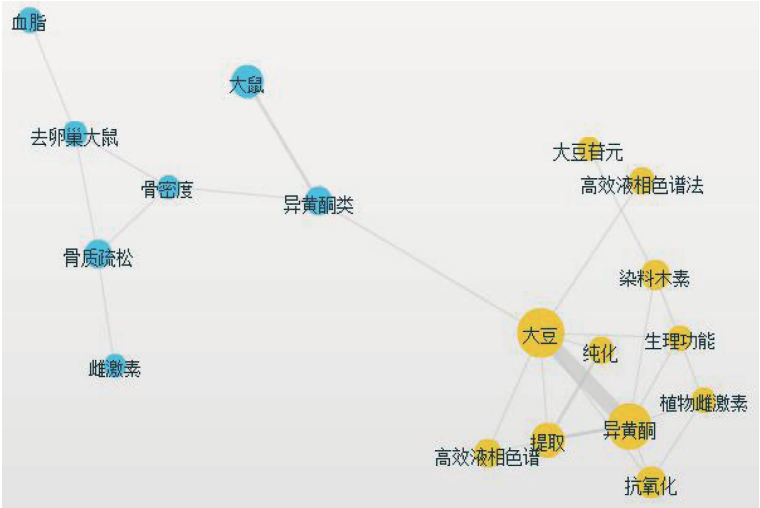 血脂
大鼠
去卵巢大鼠
大豆苷元
高效液相色谱法
骨密度
异黄酮类
骨质疏松
染料木素
大豆
生理功能
纯化
雌激素
植物雌激素
异黄酮
提取
高效液相色谱
抗氧化